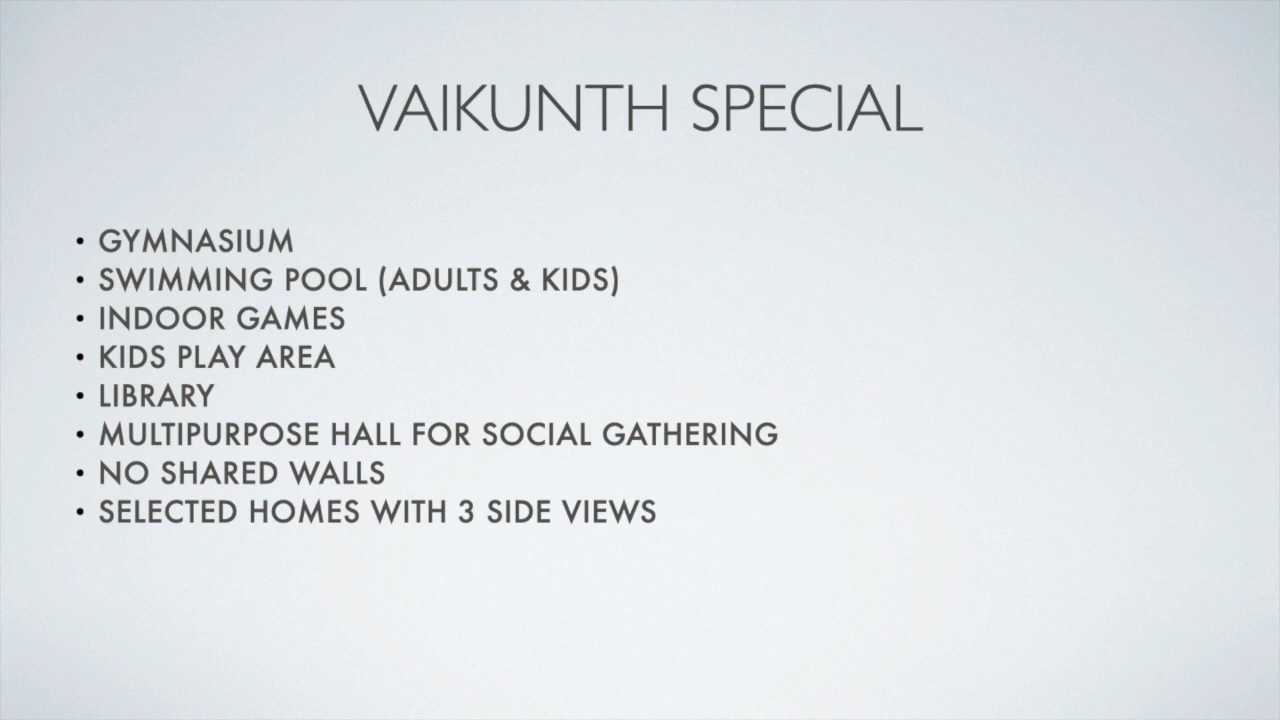 VAIKUNTH SPECIAL
• GYMNASIUM
• SWIMMING POOL (ADULTS & KIDS)
• INDOOR GAMES
• KIDS PLAY AREA
• LIBRARY
• MULTIPURPOSE HALL FOR SOCIAL GATHERING
• NO SHARED WALLS
• SELECTED HOMES WITH 3 SIDE VIEWS